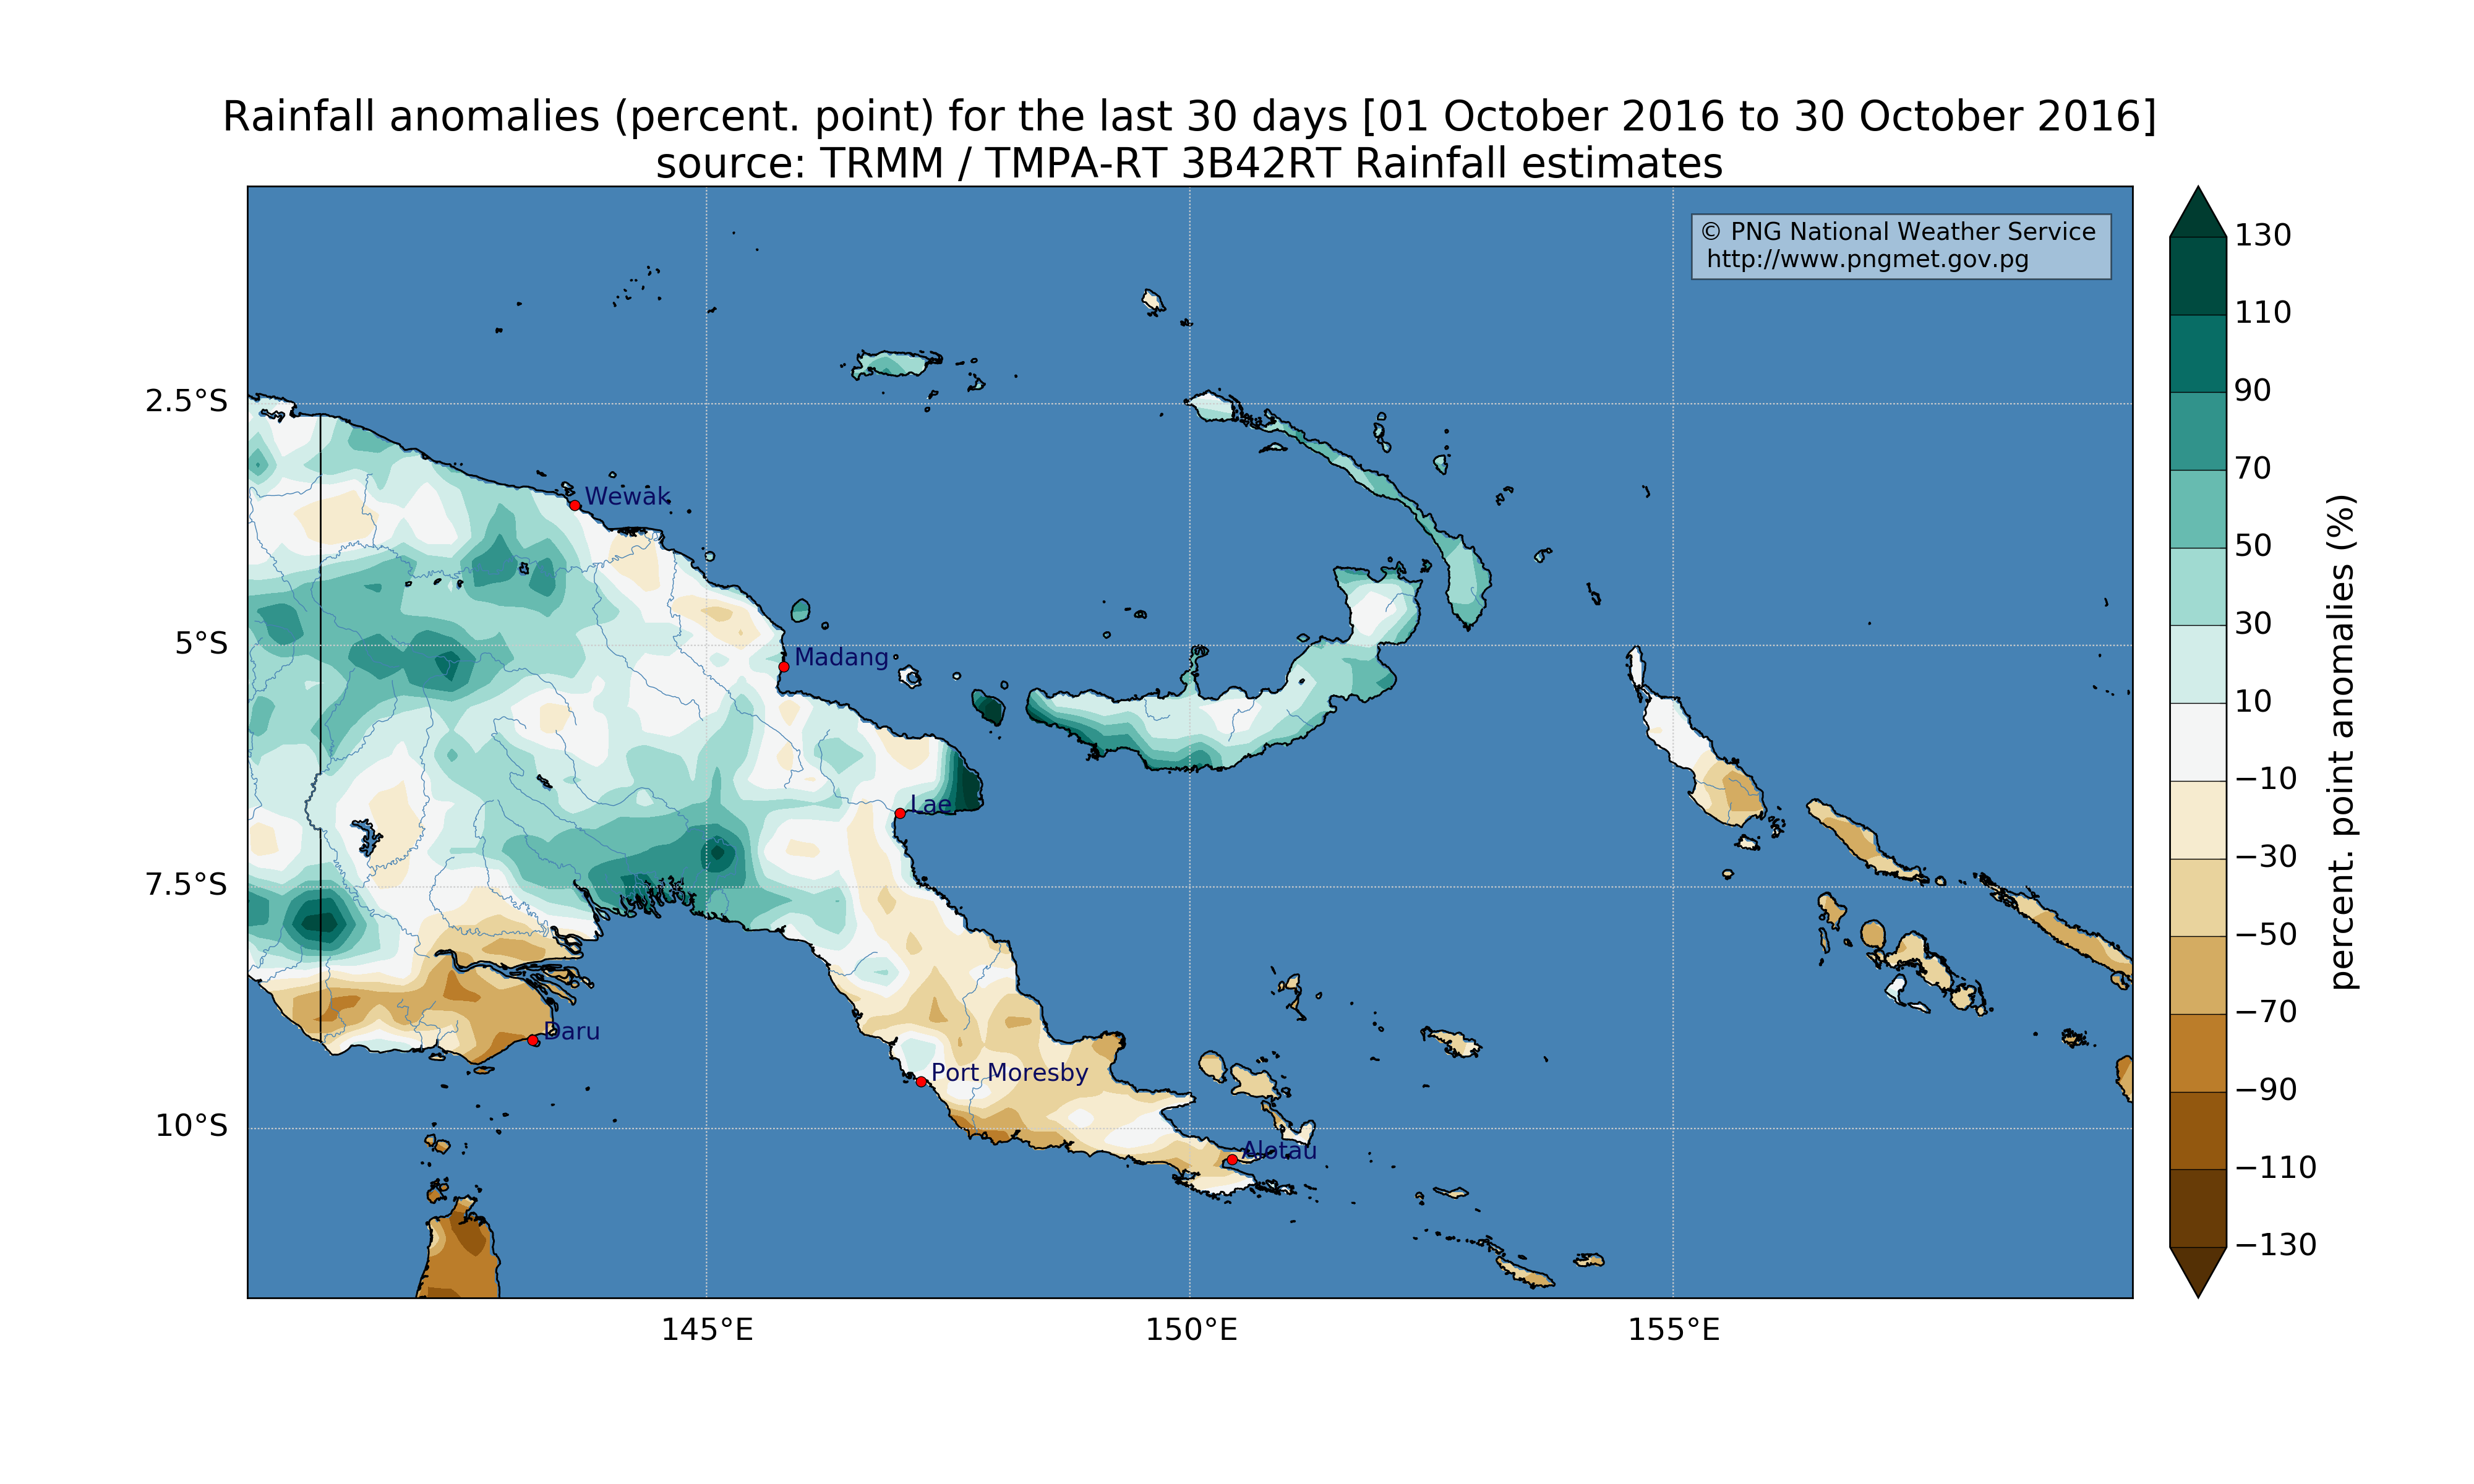 Rainfall anomalies (percent. point) for the last 30 days [01 October 2016 to 30 October 2016]
source: TRMM / TMPA-RT 3B42RT Rainfall estimates
© PNG National Weather Service
http://www.pngmet.gov.pg
130
110
90
70
50
30
10
−10
−30
−50
−70
−90
−110
−130
percent. point anomalies (%)
2.5°S
5°S
7.5°S
10°S
Wewak
Madang
Lae
Daru
Port Moresby
Alotau
145°E
150°E
155°E